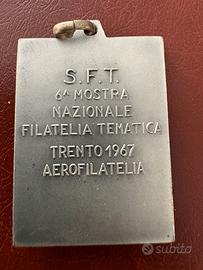 S.F.T.
6ª MOSTRA
NAZIONALE
FILATELIA TEMATICA
TRENTO 1967
AEROFILATELIA
subito